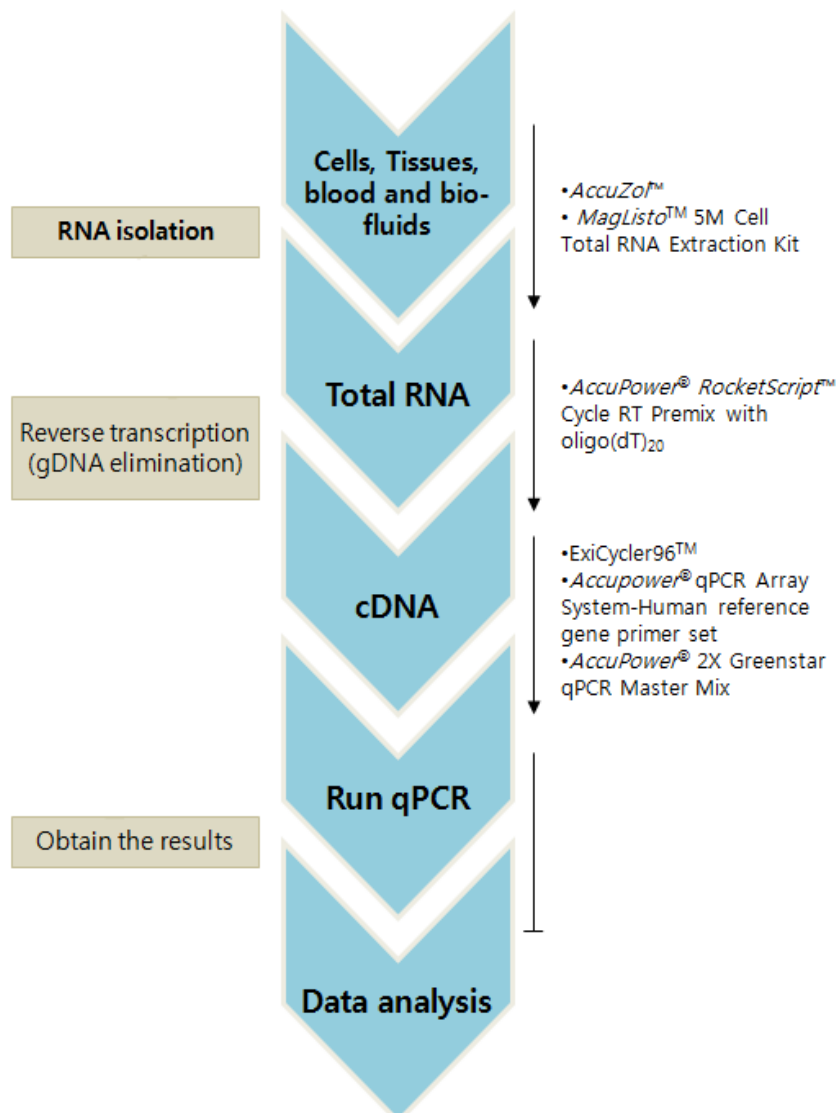 Cells, Tissues,
blood and bio-
fluids
RNA isolation
•AccuZol™
• MagListo™ 5M Cell
Total RNA Extraction Kit
Total RNA
Reverse transcription
(gDNA elimination)
•AccuPower® RocketScript™
Cycle RT Premix with
oligo(dT)₂₀
cDNA
•ExiCycler96™
•Accupower® qPCR Array
System-Human reference
gene primer set
•AccuPower® 2X Greenstar
qPCR Master Mix
Run qPCR
Obtain the results
Data analysis